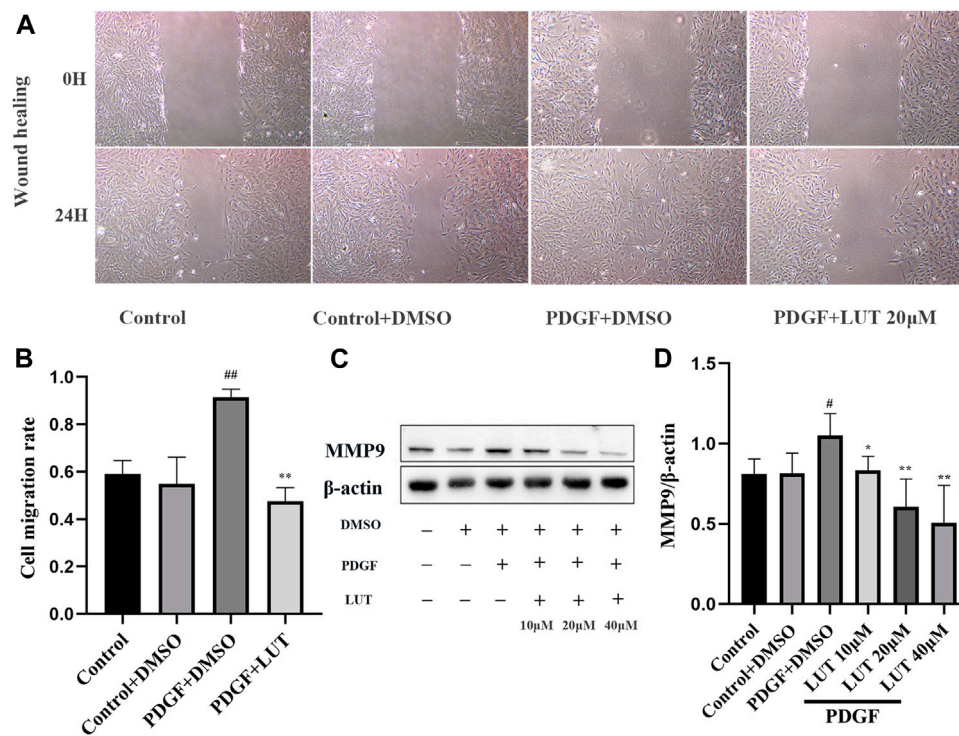 A
Wound healing
0H
24H
Control
Control+DMSO
PDGF+DMSO
PDGF+LUT 20μM
B
Cell migration rate
1.0
0.8
0.6
0.4
0.2
0.0
##
**
Control
Control+DMSO
PDGF+DMSO
PDGF+LUT
C
MMP9
β-actin
DMSO − + + + + +
PDGF − − + + + +
LUT − − − + + +
10μM 20μM 40μM
D
MMP9/β-actin
1.5
1.0
0.5
0.0
#
*
**
**
Control
Control+DMSO
PDGF+DMSO
LUT 10μM
LUT 20μM
LUT 40μM
PDGF